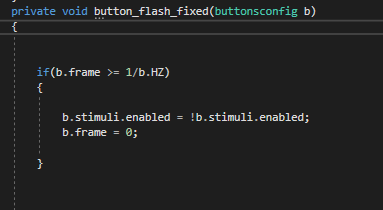 private void button_flash_fixed(buttonsconfig b)
{
if(b.frame >= 1/b.HZ)
{
b.stimuli.enabled = !b.stimuli.enabled;
b.frame = 0;
}